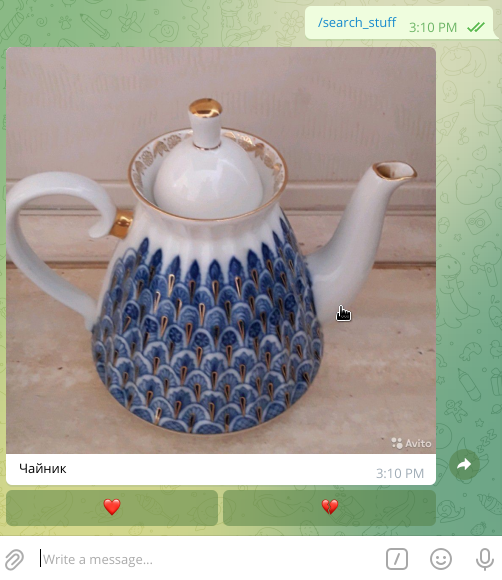 /search_stuff
3:10 PM
Avito
Чайник
3:10 PM
Write a message...